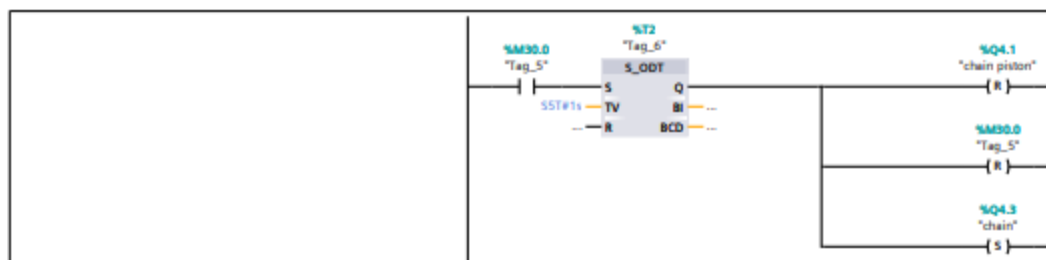 %T2
%M30.0 "Tag_6" %Q4.1
"Tag_5" S_ODT "chain piston"
S Q ( R )
S5T#1s TV BI ...
... R BCD ...
%M30.0
"Tag_5"
( R )
%Q4.3
"chain"
( S )